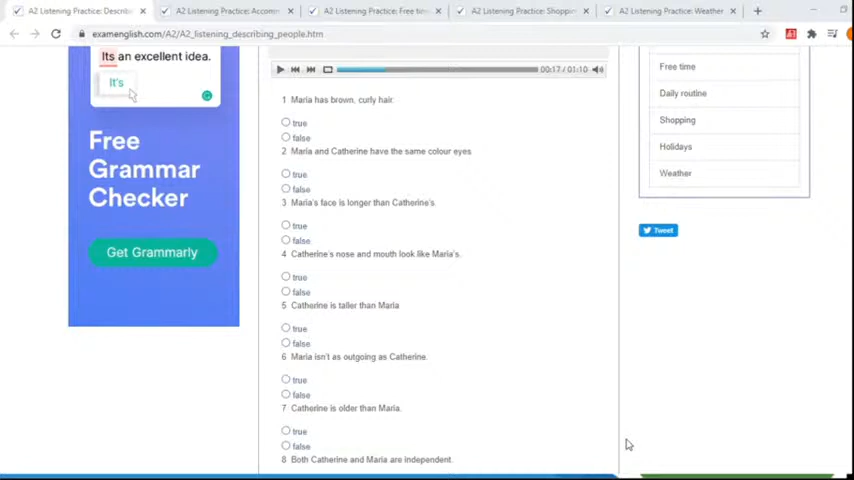 A2 Listening Practice: Describi
A2 Listening Practice: Accomm
A2 Listening Practice: Free time
A2 Listening Practice: Shoppin
A2 Listening Practice: Weather
examenglish.com/A2/A2_listening_describing_people.htm
Its an excellent idea.
It's
Free
Grammar
Checker
Get Grammarly
00:17 / 01:10
1 Maria has brown, curly hair.
true
false
2 Maria and Catherine have the same colour eyes
true
false
3 Maria's face is longer than Catherine's.
true
false
4 Catherine's nose and mouth look like Maria's.
true
false
5 Catherine is taller than Maria
true
false
6 Maria isn't as outgoing as Catherine.
true
false
7 Catherine is older than Maria.
true
false
8 Both Catherine and Maria are independent.
Free time
Daily routine
Shopping
Holidays
Weather
Tweet